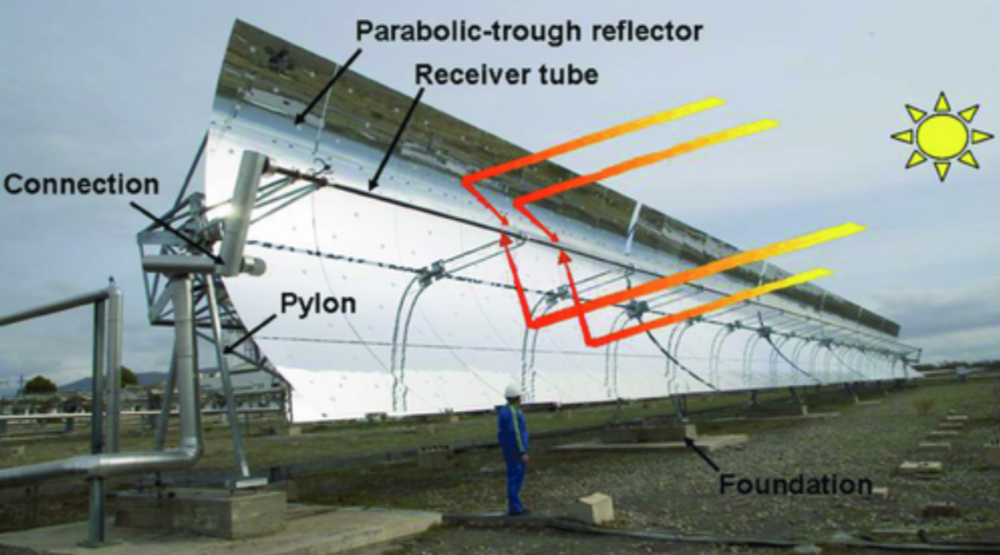 Parabolic-trough reflector
Receiver tube
Connection
Pylon
Foundation